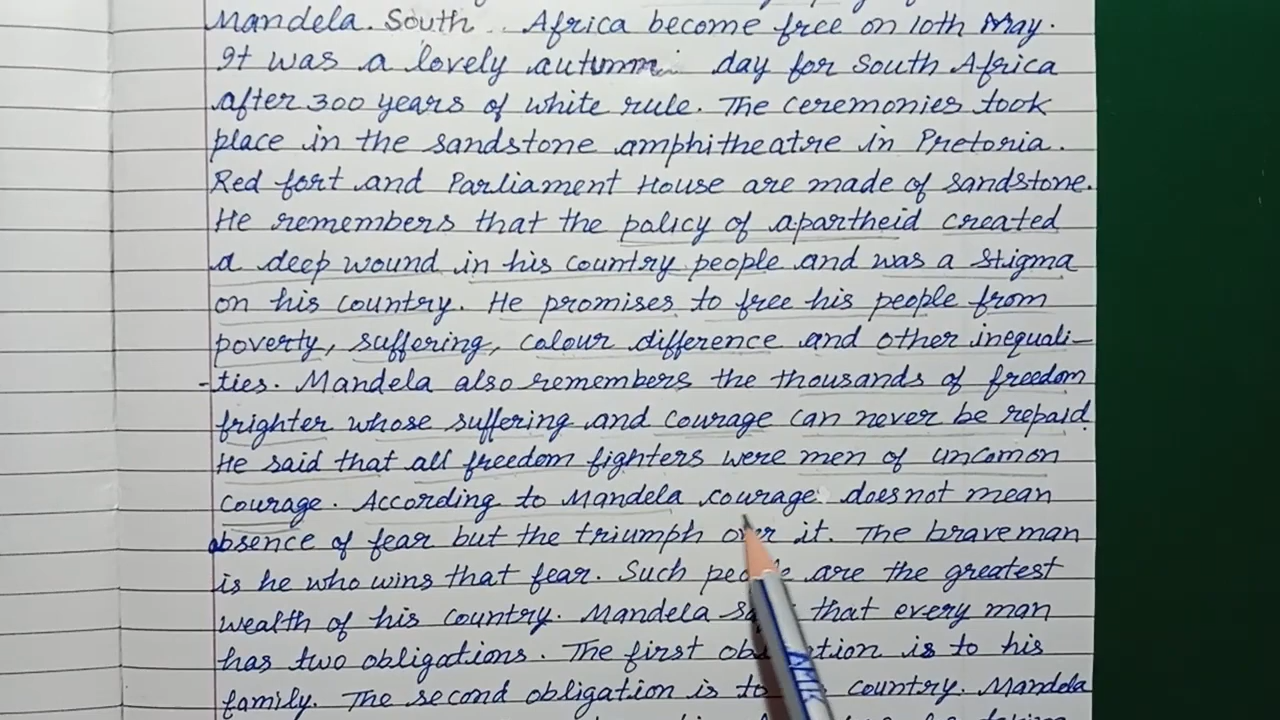 Mandela. South Africa become free on 10th May.
It was a lovely autumn day for South Africa
after 300 years of white rule. The ceremonies took
place in the sandstone amphitheatre in Pretoria.
Red fort and Parliament House are made of sandstone.
He remembers that the policy of apartheid created
a deep wound in his country people and was a stigma
on his country. He promises to free his people from
poverty, suffering, colour difference and other inequali-
-ties. Mandela also remembers the thousands of freedom
frighter whose suffering and courage can never be repaid
He said that all freedom fighters were men of uncomon
courage. According to Mandela courage does not mean
absence of fear but the triumph over it. The brave man
is he who wins that fear. Such people are the greatest
wealth of his country. Mandela that every man
has two obligations. The first obligation is to his
family. The second obligation is to country. Mandela